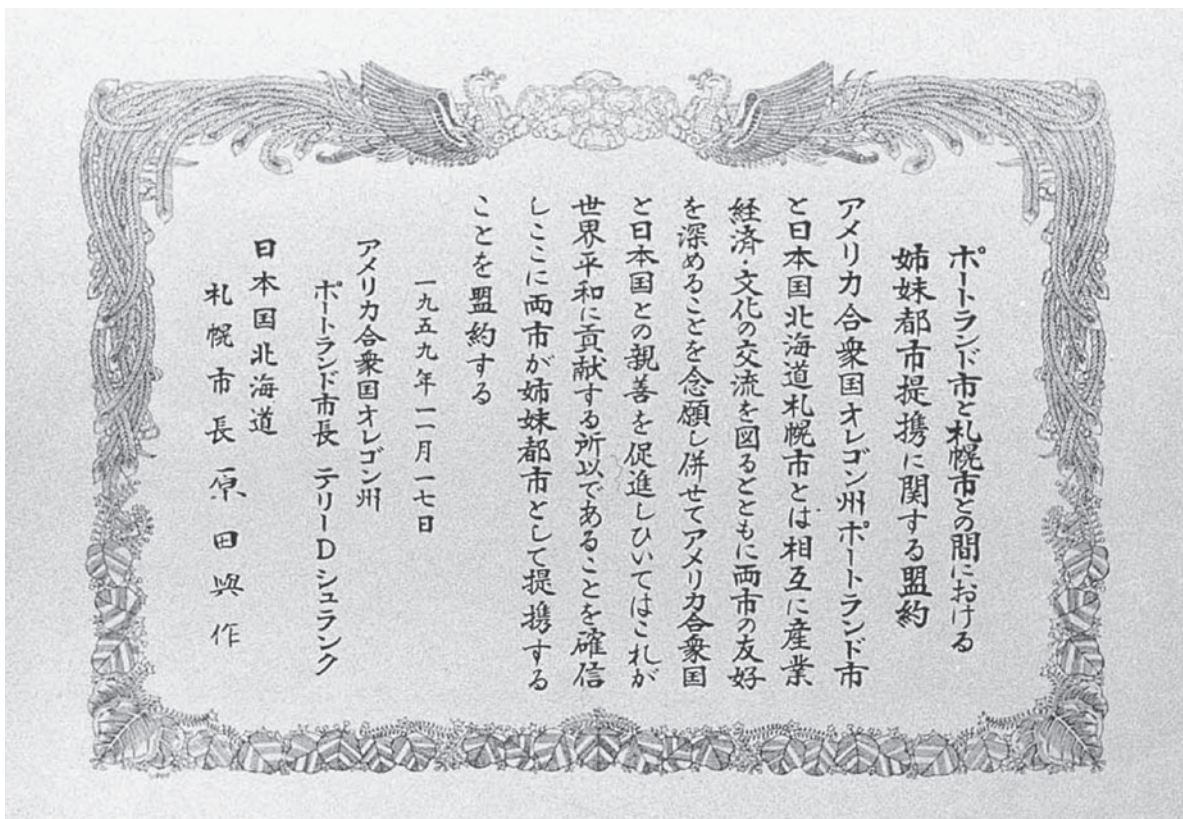 ポートランド市と札幌市との間における
姉妹都市提携に関する盟約
アメリカ合衆国オレゴン州ポートランド市
と日本国北海道札幌市とは相互に産業
経済・文化の交流を図るとともに両市の友好
を深めることを念願し併せてアメリカ合衆国
と日本国との親善を促進しひいてはこれが
世界平和に貢献する所以であることを確信
しここに両市が姉妹都市として提携する
ことを盟約する
一九五九年一一月一七日
アメリカ合衆国オレゴン州
ポートランド市長 テリーDシュランク
日本国北海道
札幌市長 原田與作